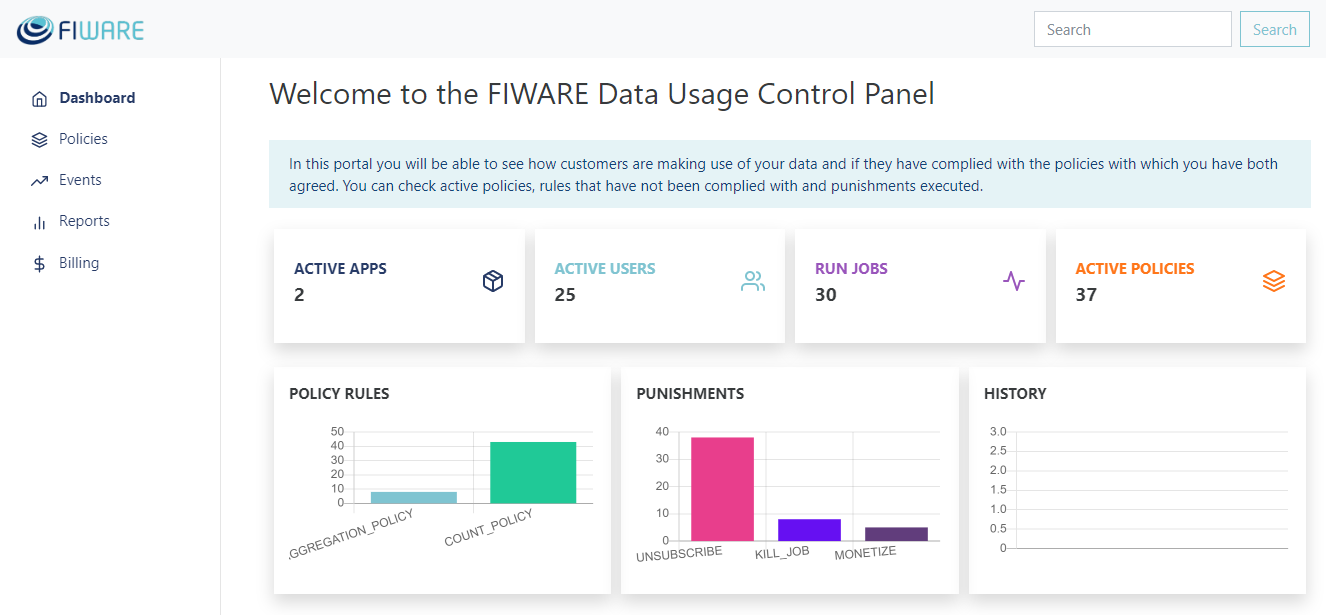 FIWARE
Search
Search
Dashboard
Policies
Events
Reports
Billing
Welcome to the FIWARE Data Usage Control Panel
In this portal you will be able to see how customers are making use of your data and if they have complied with the policies with which you have both
agreed. You can check active policies, rules that have not been complied with and punishments executed.
ACTIVE APPS
2
ACTIVE USERS
25
RUN JOBS
30
ACTIVE POLICIES
37
POLICY RULES
50
40
30
20
10
0
AGGREGATION_POLICY
COUNT_POLICY
PUNISHMENTS
40
30
20
10
0
UNSUBSCRIBE
KILL_JOB
MONETIZE
HISTORY
3.0
2.5
2.0
1.5
1.0
0.5
0